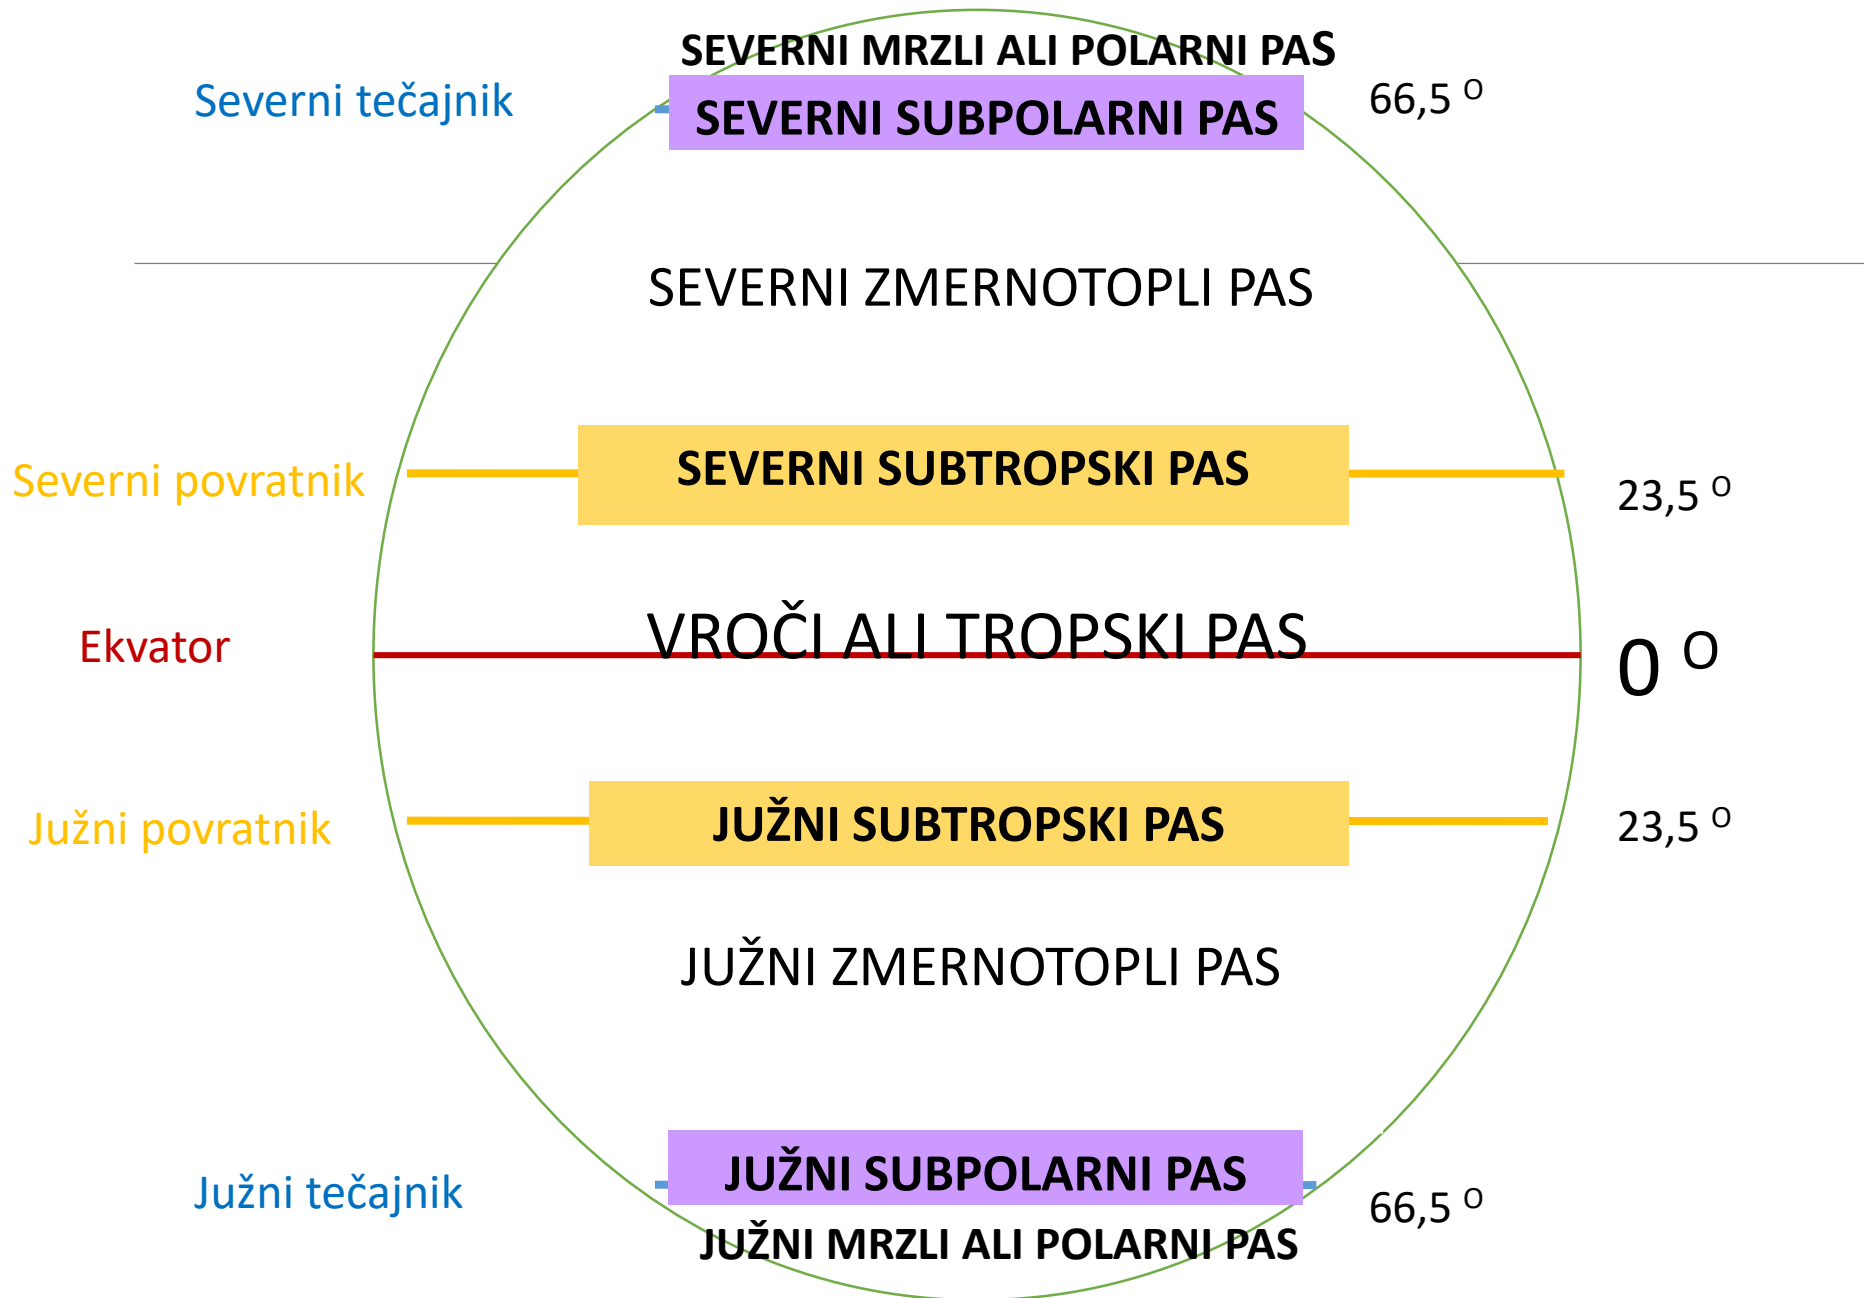 SEVERNI MRZLI ALI POLARNI PAS
Severni tečajnik
SEVERNI SUBPOLARNI PAS
66,5 O
SEVERNI ZMERNOTOPLI PAS
Severni povratnik
SEVERNI SUBTROPSKI PAS
23,5 O
Ekvator
VROČI ALI TROPSKI PAS
0 O
Južni povratnik
JUŽNI SUBTROPSKI PAS
23,5 O
JUŽNI ZMERNOTOPLI PAS
Južni tečajnik
JUŽNI SUBPOLARNI PAS
66,5 O
JUŽNI MRZLI ALI POLARNI PAS